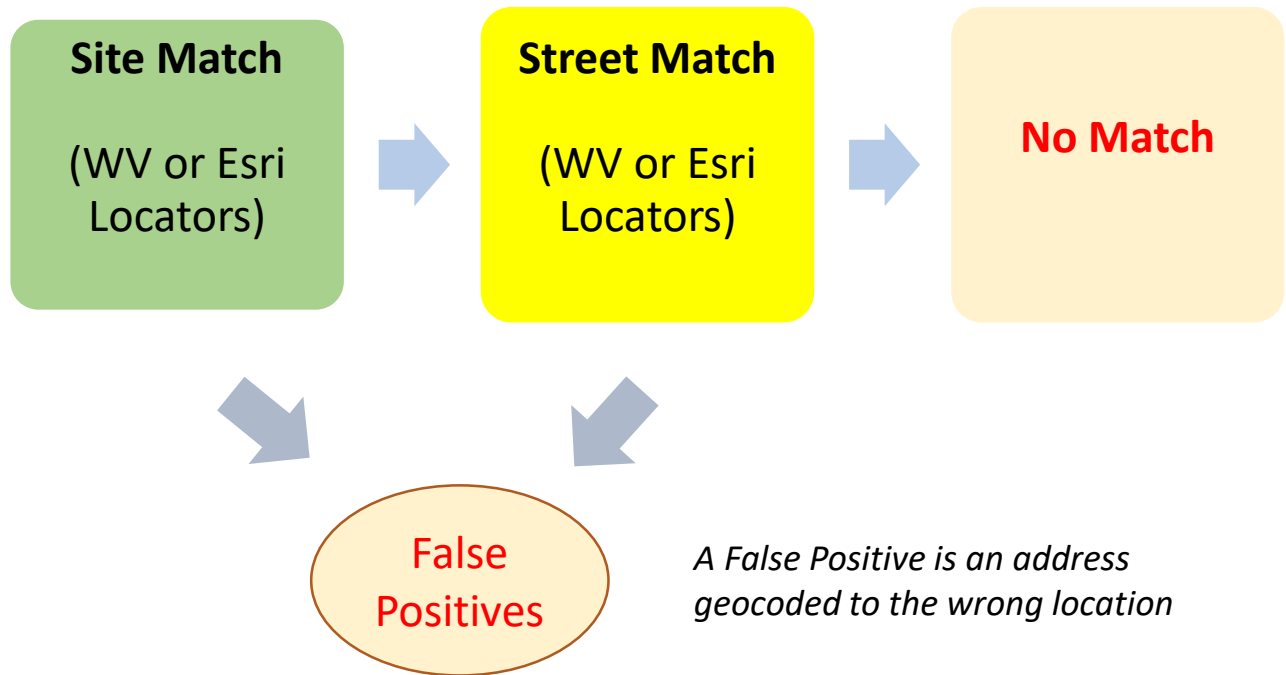 Site Match
(WV or Esri
Locators)
Street Match
(WV or Esri
Locators)
No Match
False
Positives
A False Positive is an address
geocoded to the wrong location